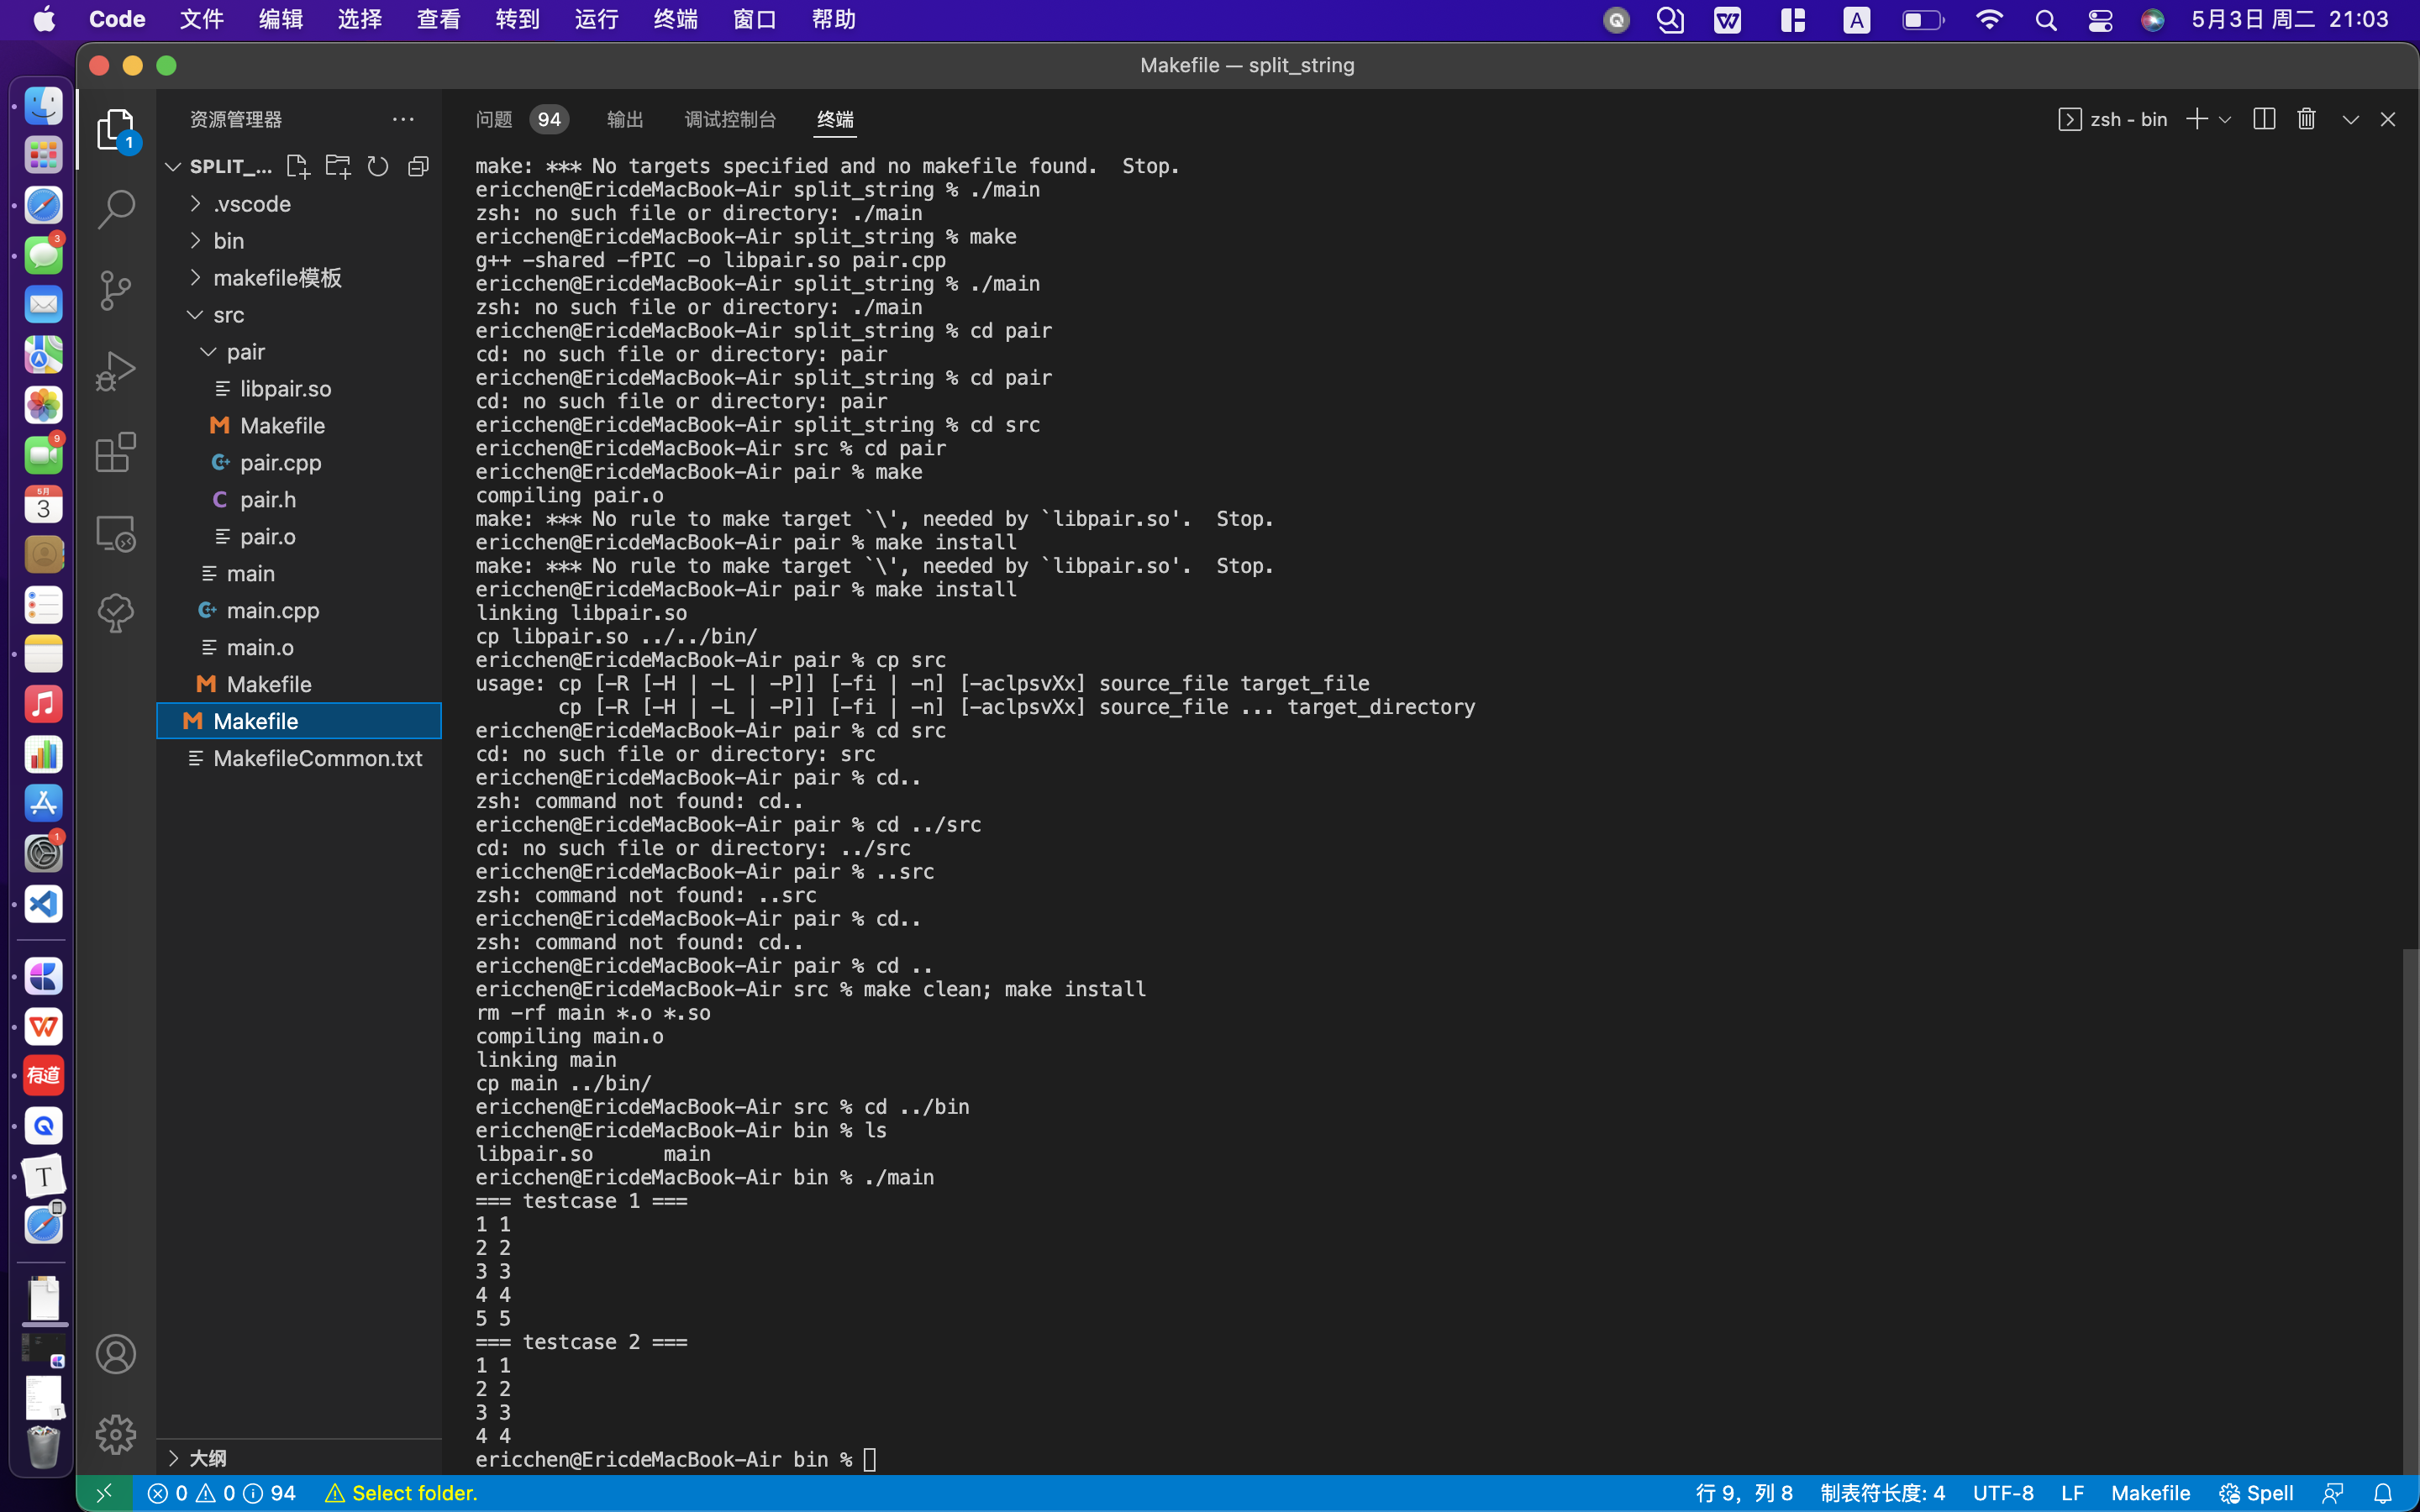 Code 文件 编辑 选择 查看 转到 运行 终端 窗口 帮助 A 5月3日 周二 21:03
Makefile — split_string
资源管理器 ···
问题 94 输出 调试控制台 终端
zsh - bin
1
SPLIT_...
.vscode
bin
makefile模板
src
pair
libpair.so
Makefile
pair.cpp
pair.h
pair.o
main
main.cpp
main.o
Makefile
Makefile
MakefileCommon.txt
大纲
make: *** No targets specified and no makefile found.  Stop.
ericchen@EricdeMacBook-Air split_string % ./main
zsh: no such file or directory: ./main
ericchen@EricdeMacBook-Air split_string % make
g++ -shared -fPIC -o libpair.so pair.cpp
ericchen@EricdeMacBook-Air split_string % ./main
zsh: no such file or directory: ./main
ericchen@EricdeMacBook-Air split_string % cd pair
cd: no such file or directory: pair
ericchen@EricdeMacBook-Air split_string % cd pair
cd: no such file or directory: pair
ericchen@EricdeMacBook-Air split_string % cd src
ericchen@EricdeMacBook-Air src % cd pair
ericchen@EricdeMacBook-Air pair % make
compiling pair.o
make: *** No rule to make target `\', needed by `libpair.so'.  Stop.
ericchen@EricdeMacBook-Air pair % make install
make: *** No rule to make target `\', needed by `libpair.so'.  Stop.
ericchen@EricdeMacBook-Air pair % make install
linking libpair.so
cp libpair.so ../../bin/
ericchen@EricdeMacBook-Air pair % cp src
usage: cp [-R [-H | -L | -P]] [-fi | -n] [-aclpsvXx] source_file target_file
       cp [-R [-H | -L | -P]] [-fi | -n] [-aclpsvXx] source_file ... target_directory
ericchen@EricdeMacBook-Air pair % cd src
cd: no such file or directory: src
ericchen@EricdeMacBook-Air pair % cd..
zsh: command not found: cd..
ericchen@EricdeMacBook-Air pair % cd ../src
cd: no such file or directory: ../src
ericchen@EricdeMacBook-Air pair % ..src
zsh: command not found: ..src
ericchen@EricdeMacBook-Air pair % cd..
zsh: command not found: cd..
ericchen@EricdeMacBook-Air pair % cd ..
ericchen@EricdeMacBook-Air src % make clean; make install
rm -rf main *.o *.so
compiling main.o
linking main
cp main ../bin/
ericchen@EricdeMacBook-Air src % cd ../bin
ericchen@EricdeMacBook-Air bin % ls
libpair.so      main
ericchen@EricdeMacBook-Air bin % ./main
=== testcase 1 ===
1 1
2 2
3 3
4 4
5 5
=== testcase 2 ===
1 1
2 2
3 3
4 4
ericchen@EricdeMacBook-Air bin %
3
9
5月
3
1
有道
T
0 0 94 Select folder. 行 9，列 8 制表符长度: 4 UTF-8 LF Makefile Spell